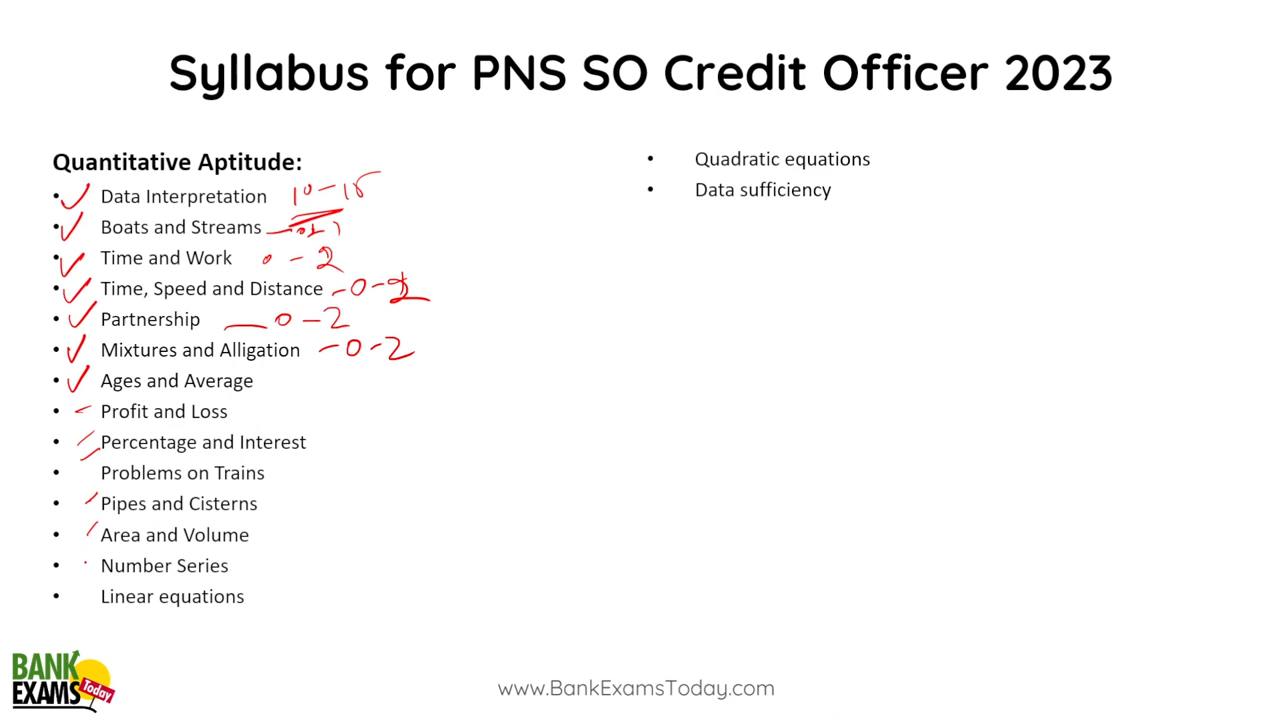 Syllabus for PNS SO Credit Officer 2023
Quantitative Aptitude:
• Data Interpretation 10-15
• Boats and Streams
• Time and Work 0-2
• Time, Speed and Distance -0-2
• Partnership 0-2
• Mixtures and Alligation -0-2
• Ages and Average
• Profit and Loss
• Percentage and Interest
• Problems on Trains
• Pipes and Cisterns
• Area and Volume
• Number Series
• Linear equations
• Quadratic equations
• Data sufficiency
BANK
EXAMS Today
www.BankExamsToday.com